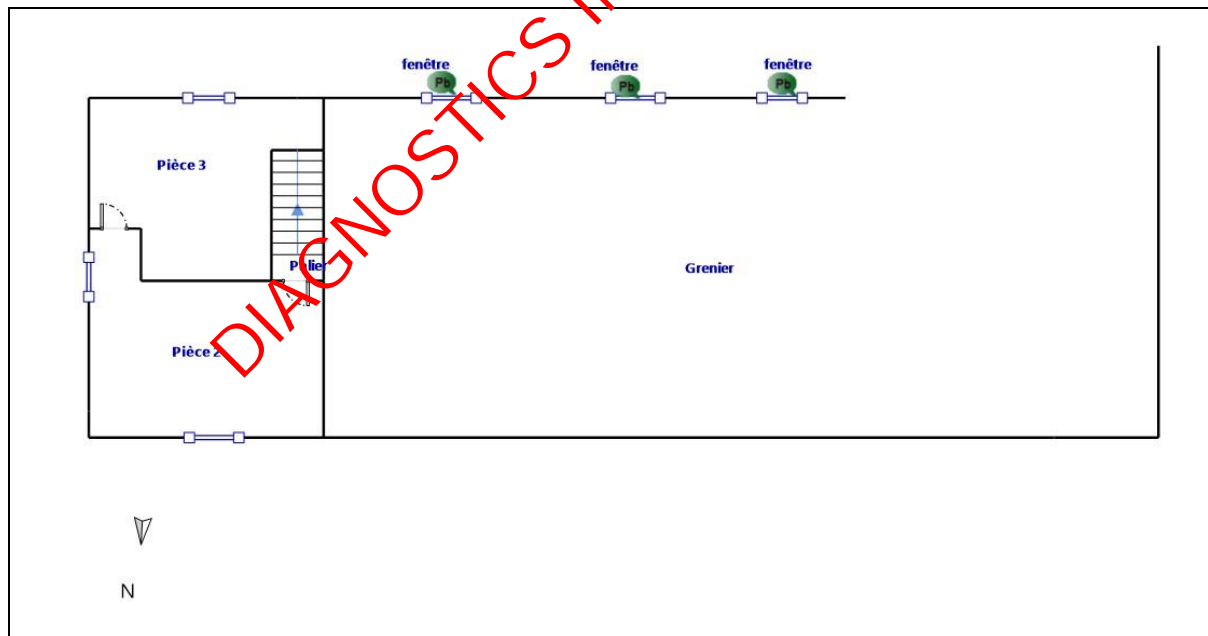 fenêtre
fenêtre
fenêtre
Pb
Pb
Pb
Pièce 3
Palier
Grenier
Pièce 2
DIAGNOSTICS
N